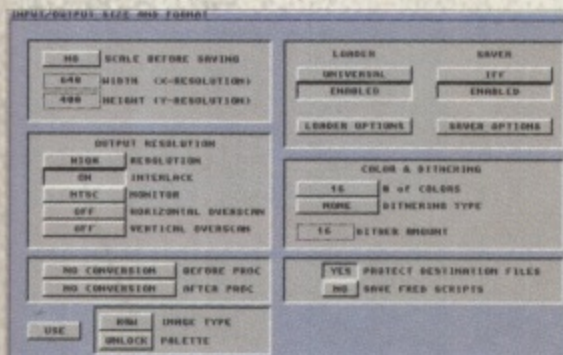 INPUT/OUTPUT SIZE AND FORMAT
NO SCALE BEFORE SAVING
640 WIDTH (X-RESOLUTION)
400 HEIGHT (Y-RESOLUTION)
OUTPUT RESOLUTION
HIGH RESOLUTION
ON INTERLACE
NTSC MONITOR
OFF HORIZONTAL OVERSCAN
OFF VERTICAL OVERSCAN
NO CONVERSION BEFORE PROC
NO CONVERSION AFTER PROC
USE
RAW IMAGE TYPE
UNLOCK PALETTE
LOADER SAVER
UNIVERSAL IFF
ENABLED ENABLED
LOADER OPTIONS SAVER OPTIONS
COLOR & DITHERING
16 # of COLORS
NONE DITHERING TYPE
16 DITHER AMOUNT
YES PROTECT DESTINATION FILES
NO SAVE FRED SCRIPTS